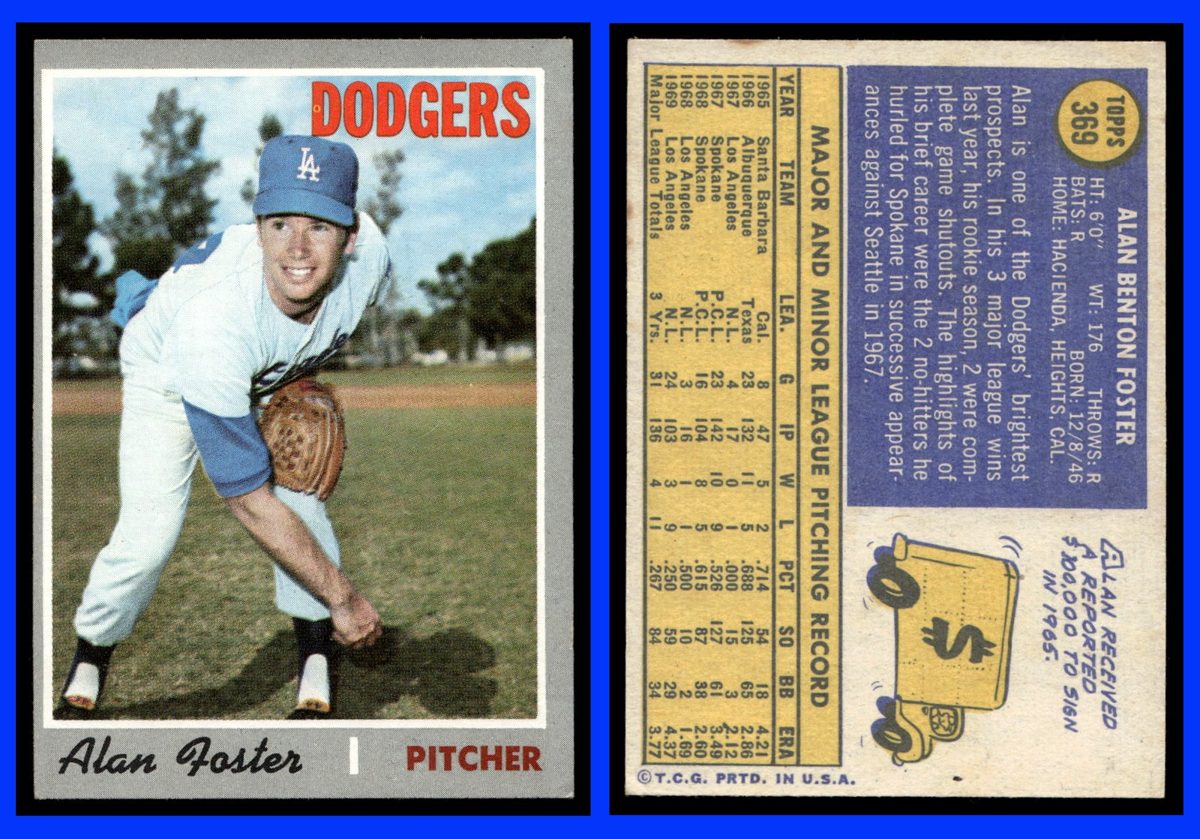 DODGERS
LA
Alan Foster
PITCHER
TOPPS
369
ALAN BENTON FOSTER
HT: 6'0" WT: 176 THROWS: R
BATS: R BORN: 12/8/46
HOME: HACIENDA HEIGHTS, CAL.
Alan is one of the Dodgers' brightest
prospects. In his 3 major league wins
last year, his rookie season, 2 were com-
plete game shutouts. The highlights of
his brief career were the 2 no-hitters he
hurled for Spokane in successive appear-
ances against Seattle in 1967.
ALAN RECEIVED
A REPORTED
$100,000 TO SIGN
IN 1965.
$
MAJOR AND MINOR LEAGUE PITCHING RECORD
YEAR TEAM LEA. G IP W L PCT SO BB ERA
1965 Santa Barbara Cal. 8 47 5 2 .714 54 18 4.21
1966 Albuquerque Texas 23 132 11 5 .688 125 65 2.86
1967 Los Angeles N.L. 4 17 0 1 .000 15 3 2.12
1967 Spokane P.C.L. 23 142 10 9 .526 127 61 3.49
1968 Spokane P.C.L. 16 104 8 5 .615 87 38 2.60
1968 Los Angeles N.L. 3 16 1 1 .500 10 2 1.69
1969 Los Angeles N.L. 24 103 3 9 .250 59 29 4.37
Major League Totals 3 Yrs. 31 136 4 11 .267 84 34 3.77
©T.C.G. PRTD. IN U.S.A.